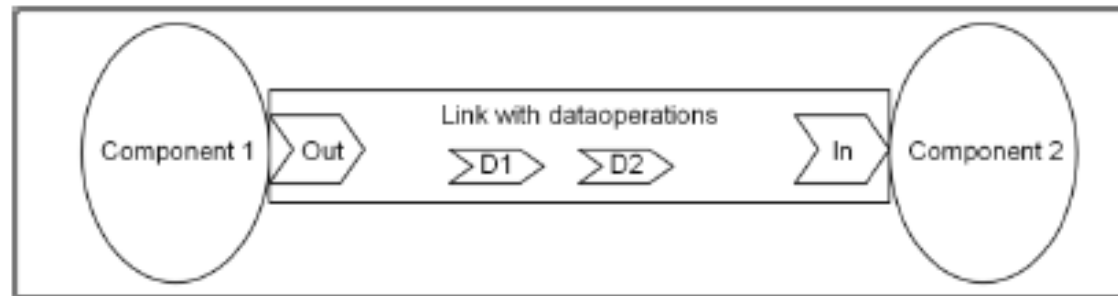 Link with dataoperations
Component 1
Out
D1
D2
In
Component 2